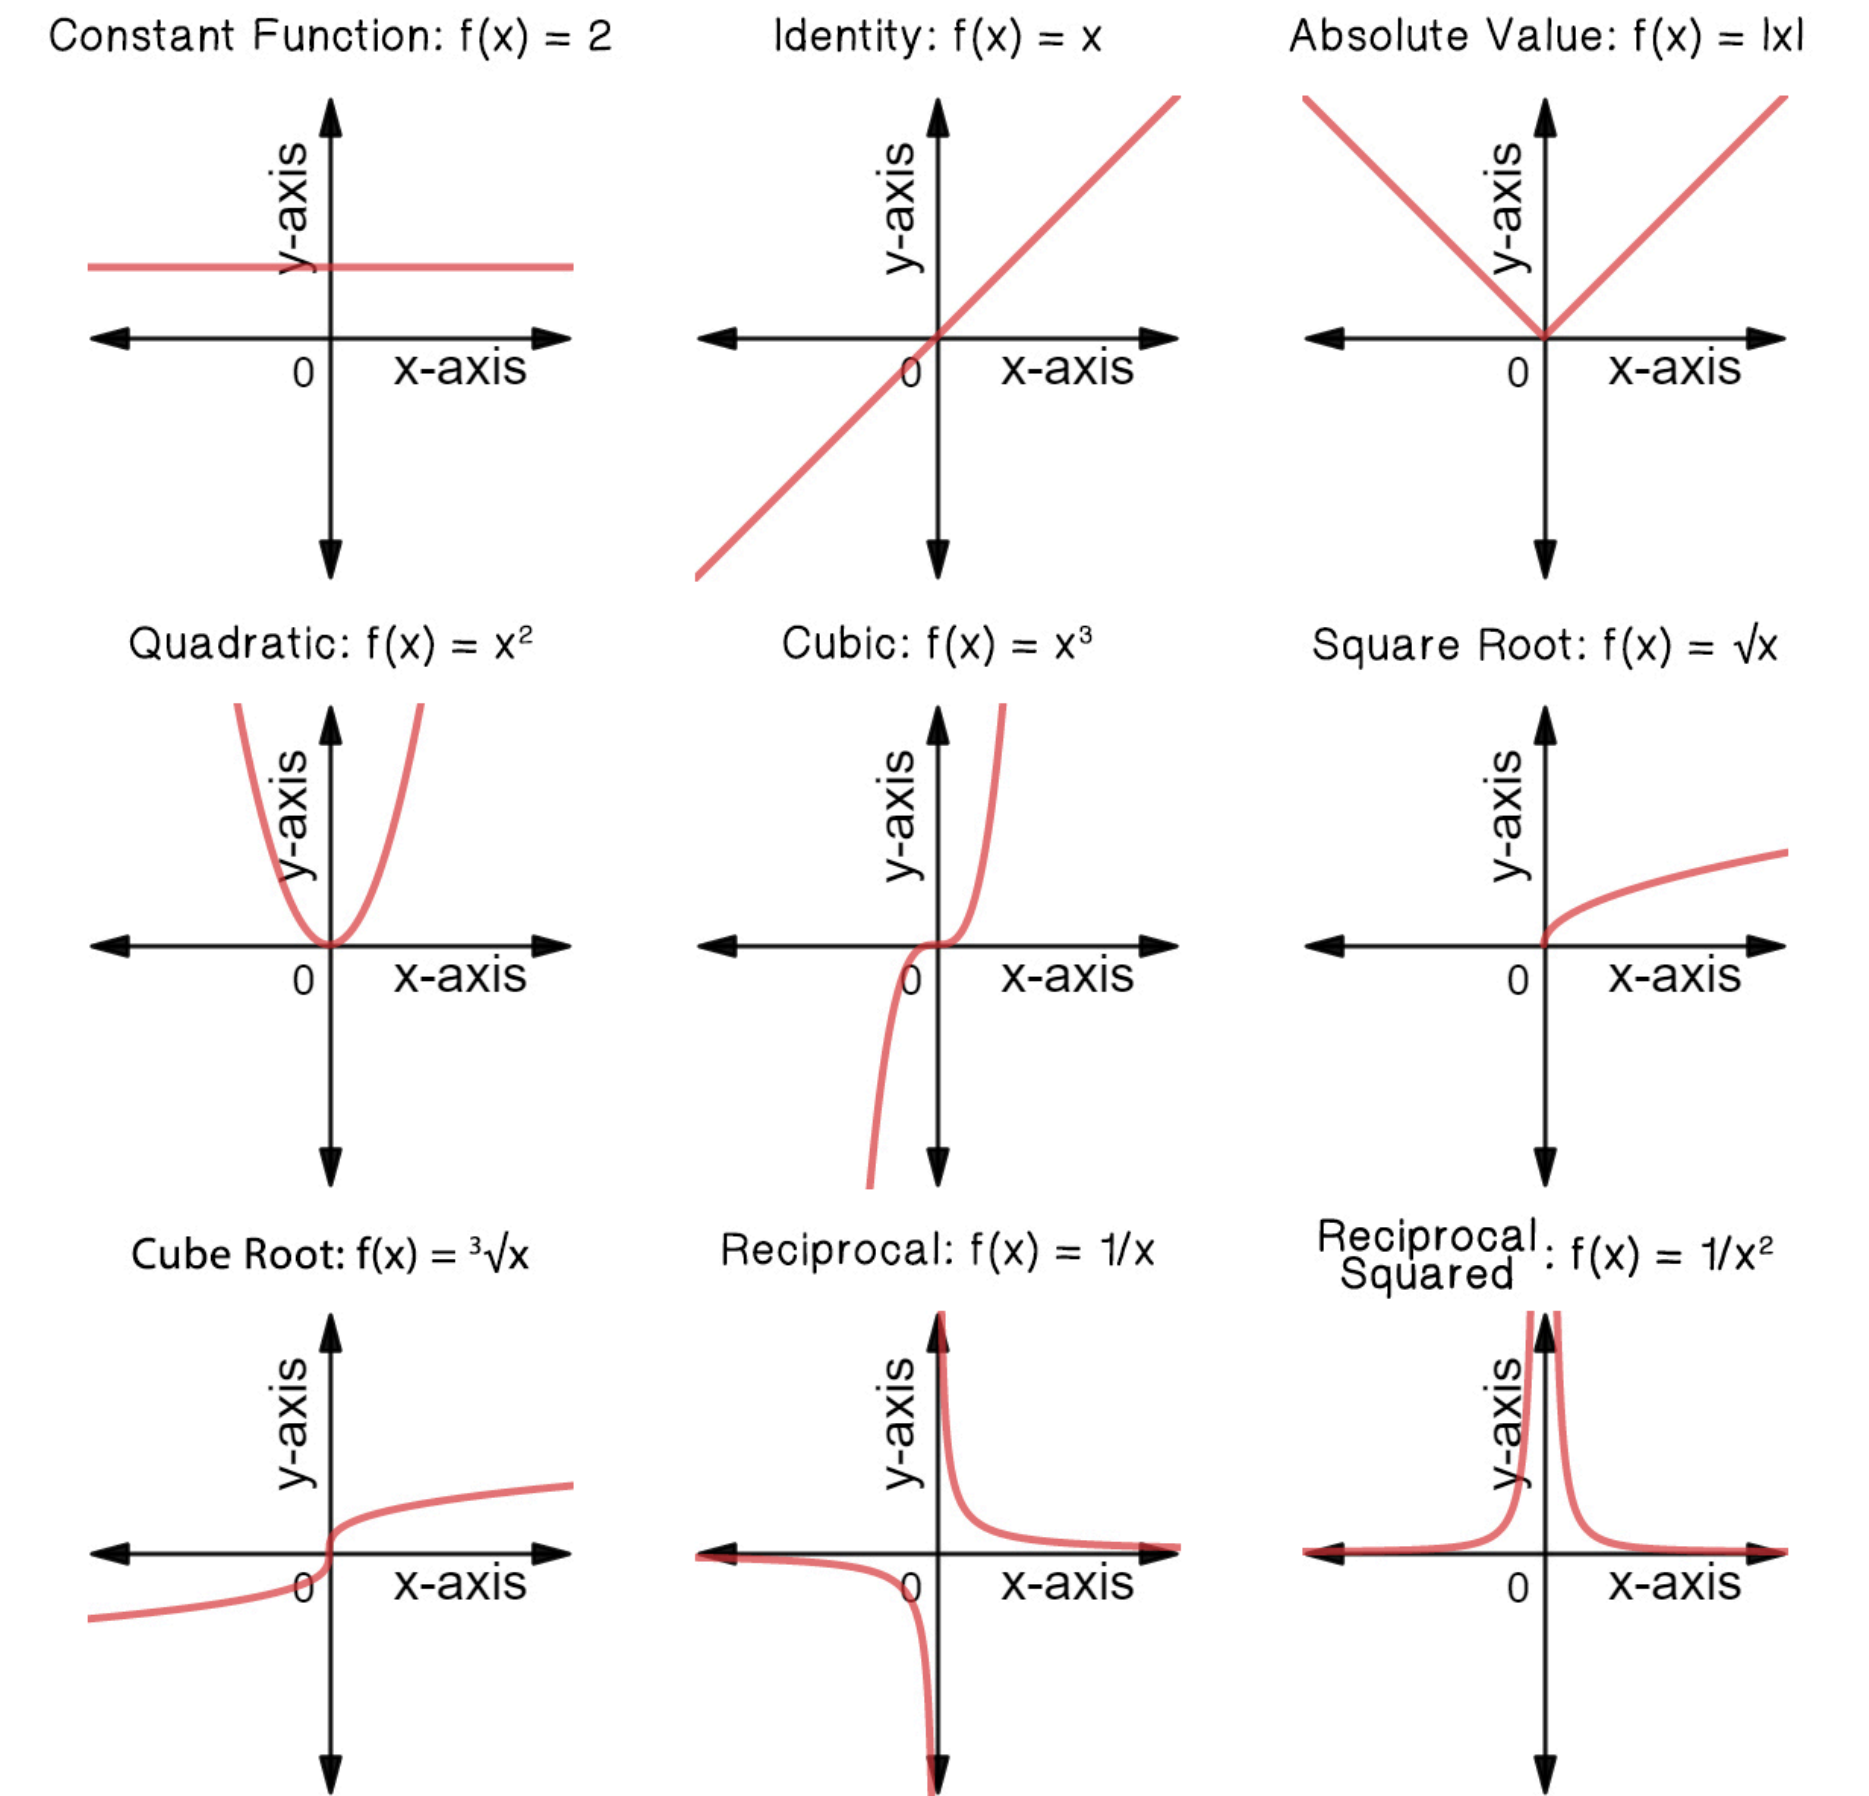 Constant Function: f(x) = 2
Identity: f(x) = x
Absolute Value: f(x) = |x|
y-axis
0
x-axis
y-axis
0
x-axis
y-axis
0
x-axis
Quadratic: f(x) = x²
Cubic: f(x) = x³
Square Root: f(x) = √x
y-axis
0
x-axis
y-axis
0
x-axis
y-axis
0
x-axis
Cube Root: f(x) = ³√x
Reciprocal: f(x) = 1/x
Reciprocal
Squared : f(x) = 1/x²
y-axis
0
x-axis
y-axis
0
x-axis
y-axis
0
x-axis